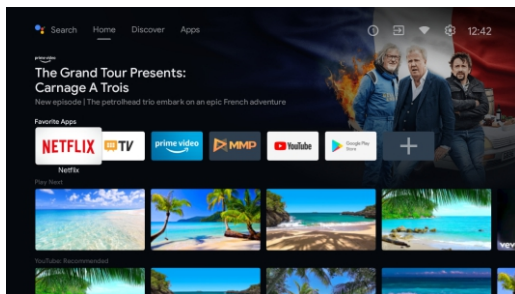 Search Home Discover Apps 12:42
prime video
The Grand Tour Presents:
Carnage A Trois
New episode | The petrolhead trio embark on an epic French adventure
Favorite Apps
NETFLIX TV prime video MMP YouTube Google Play Store
Netflix
Play Next
vevo
YouTube: Recommended